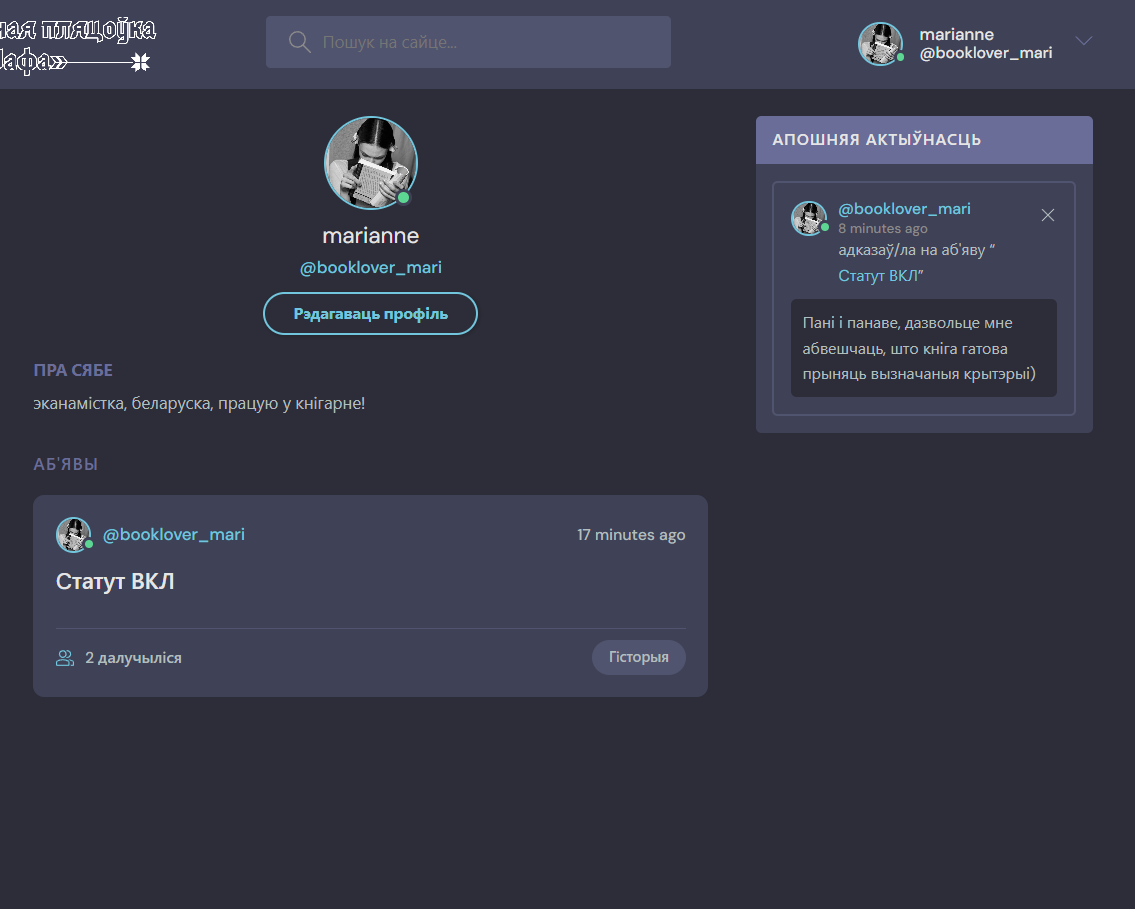 ная пляцоўка
Пошук на сайце...
marianne
@booklover_mari
marianne
@booklover_mari
Рэдагаваць профіль
ПРА СЯБЕ
эканамістка, беларуска, працую у кнігарне!
АБ'ЯВЫ
@booklover_mari
17 minutes ago
Статут ВКЛ
2 далучыліся
Гісторыя
АПОШНЯЯ АКТЫЎНАСЦЬ
@booklover_mari
8 minutes ago
адказаў/ла на аб'яву “
Статут ВКЛ”
Пані і панаве, дазвольце мне
абвешчаць, што кніга гатова
прыняць вызначаныя крытэрыі)